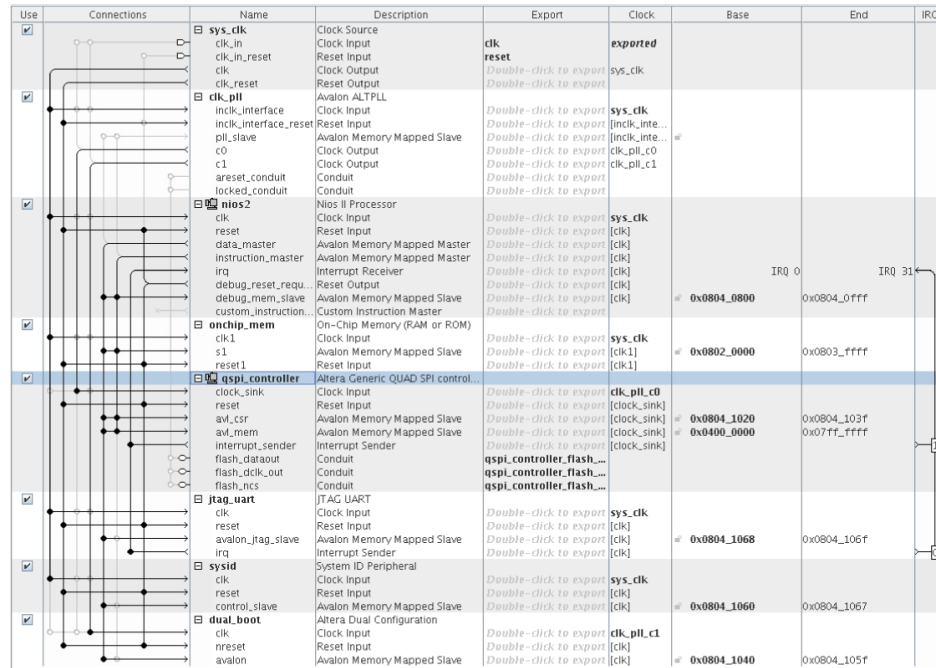 Use Connections Name Description Export Clock Base End IRQ
sys_clk Clock Source
clk_in Clock Input clk exported
clk_in_reset Reset Input reset
clk Clock Output Double-click to export sys_clk
clk_reset Reset Output Double-click to export
clk_pll Avalon ALTPLL
inclk_interface Clock Input Double-click to export sys_clk
inclk_interface_reset Reset Input Double-click to export [inclk_inte...
pll_slave Avalon Memory Mapped Slave Double-click to export [inclk_inte...
c0 Clock Output Double-click to export clk_pll_c0
c1 Clock Output Double-click to export clk_pll_c1
areset_conduit Conduit Double-click to export
locked_conduit Conduit Double-click to export
nios2 Nios II Processor
clk Clock Input Double-click to export sys_clk
reset Reset Input Double-click to export [clk]
data_master Avalon Memory Mapped Master Double-click to export [clk]
instruction_master Avalon Memory Mapped Master Double-click to export [clk]
irq Interrupt Receiver Double-click to export [clk] IRQ 0 IRQ 31
debug_reset_requ... Reset Output Double-click to export [clk]
debug_mem_slave Avalon Memory Mapped Slave Double-click to export [clk] 0x0804_0800 0x0804_0fff
custom_instruction... Custom Instruction Master Double-click to export
onchip_mem On-Chip Memory (RAM or ROM)
clk1 Clock Input Double-click to export sys_clk
s1 Avalon Memory Mapped Slave Double-click to export [clk1] 0x0802_0000 0x0803_ffff
reset1 Reset Input Double-click to export [clk1]
qspi_controller Altera Generic QUAD SPI control...
clock_sink Clock Input Double-click to export clk_pll_c0
reset Reset Input Double-click to export [clock_sink]
avl_csr Avalon Memory Mapped Slave Double-click to export [clock_sink] 0x0804_1020 0x0804_103f
avl_mem Avalon Memory Mapped Slave Double-click to export [clock_sink] 0x0400_0000 0x07ff_ffff
interrupt_sender Interrupt Sender Double-click to export [clock_sink]
flash_dataout Conduit qspi_controller_flash_...
flash_dclk_out Conduit qspi_controller_flash_...
flash_ncs Conduit qspi_controller_flash_...
jtag_uart JTAG UART
clk Clock Input Double-click to export sys_clk
reset Reset Input Double-click to export [clk]
avalon_jtag_slave Avalon Memory Mapped Slave Double-click to export [clk] 0x0804_1068 0x0804_106f
irq Interrupt Sender Double-click to export [clk]
sysid System ID Peripheral
clk Clock Input Double-click to export sys_clk
reset Reset Input Double-click to export [clk]
control_slave Avalon Memory Mapped Slave Double-click to export [clk] 0x0804_1060 0x0804_1067
dual_boot Altera Dual Configuration
clk Clock Input Double-click to export clk_pll_c1
nreset Reset Input Double-click to export [clk]
avalon Avalon Memory Mapped Slave Double-click to export [clk] 0x0804_1040 0x0804_105f